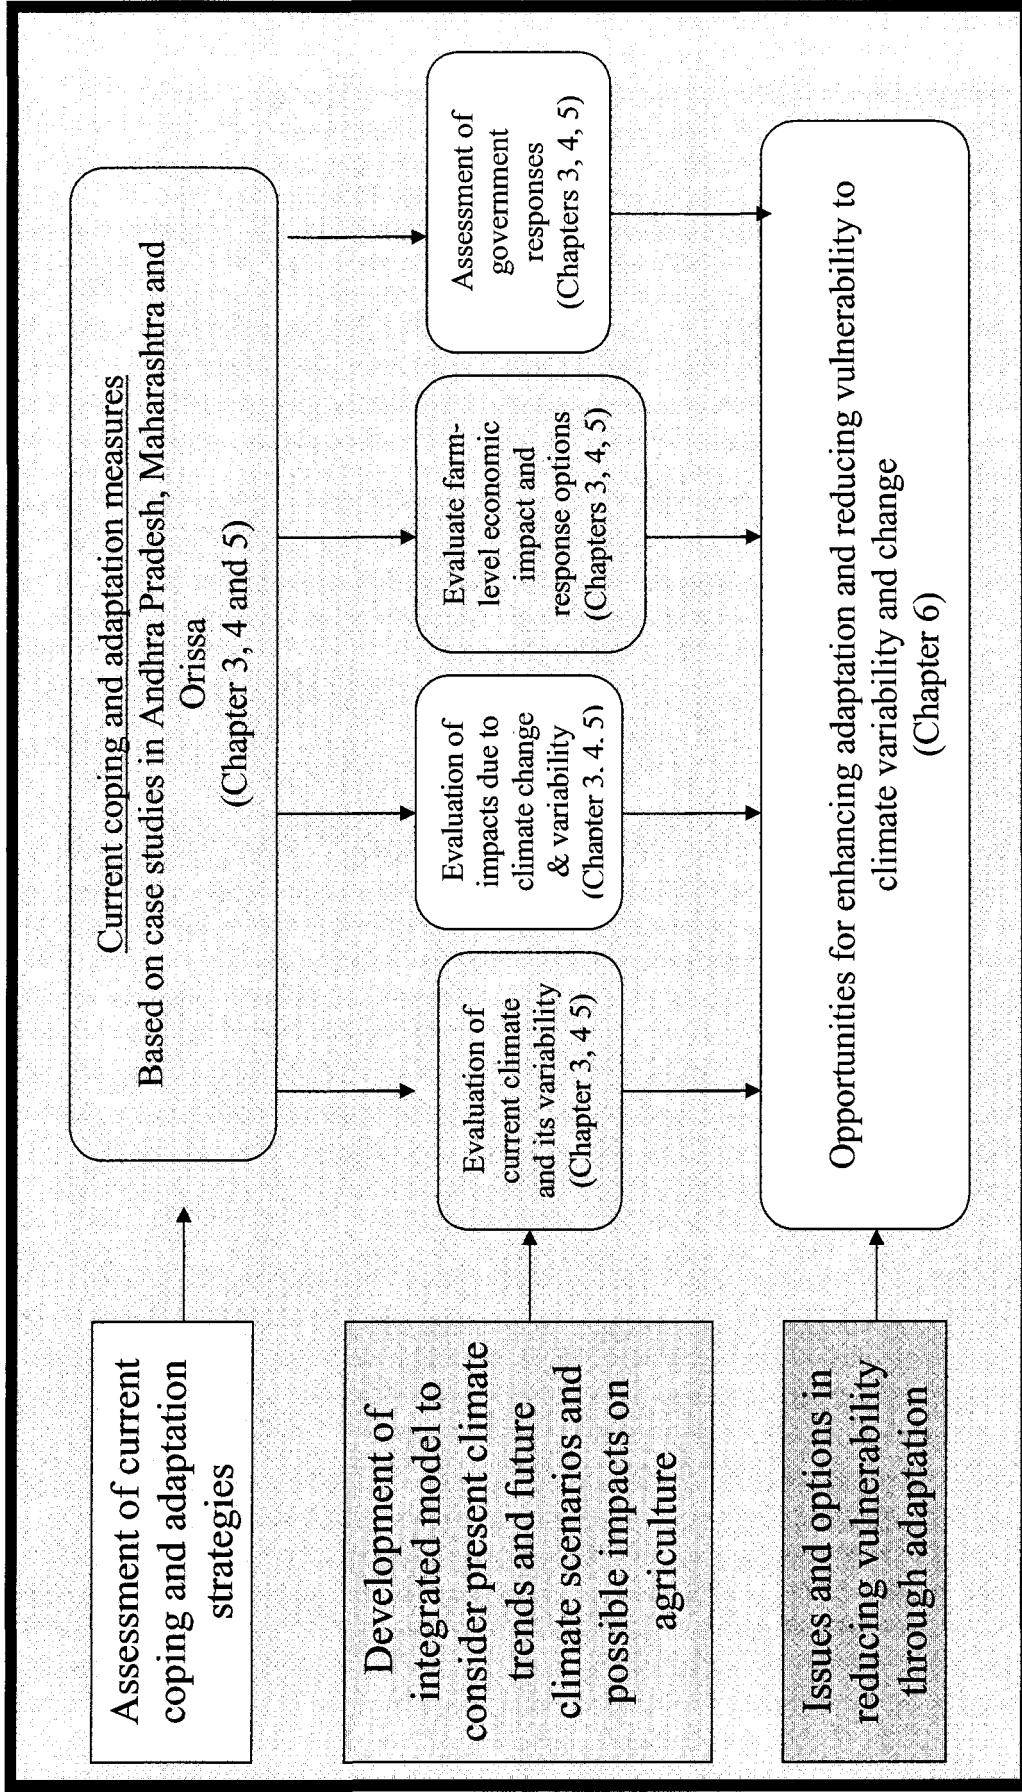 Assessment of current
coping and adaptation
strategies
Current coping and adaptation measures
Based on case studies in Andhra Pradesh, Maharashtra and
Orissa
(Chapter 3, 4 and 5)
Development of
integrated model to
consider present climate
trends and future
climate scenarios and
possible impacts on
agriculture
Evaluation of
current climate
and its variability
(Chapter 3, 4 5)
Evaluation of
impacts due to
climate change
& variability
(Chanter 3. 4. 5)
Evaluate farm-
level economic
impact and
response options
(Chapters 3, 4, 5)
Assessment of
government
responses
(Chapters 3, 4, 5)
Issues and options in
reducing vulnerability
through adaptation
Opportunities for enhancing adaptation and reducing vulnerability to
climate variability and change
(Chapter 6)